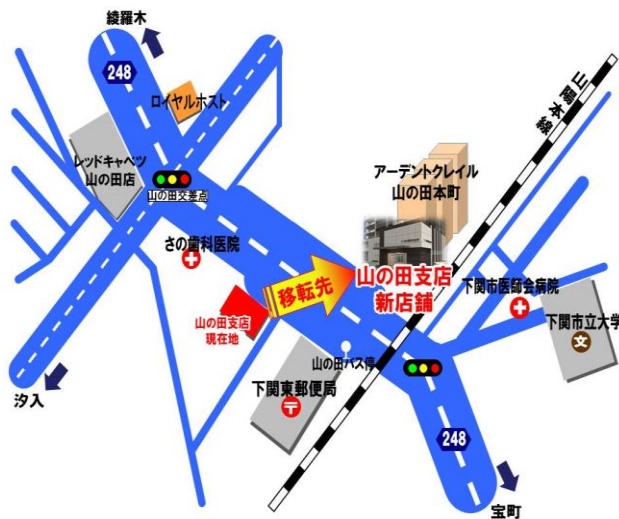 綾羅木
248
ロイヤルホスト
山陽本線
レッドキャベツ
山の田店
山の田交差点
アーデントクレイル
山の田本町
さの歯科医院
移転先
山の田支店
新店舗
下関市医師会病院
下関市立大学
文
山の田支店
現在地
山の田バス停
下関東郵便局
〒
汐入
248
宝町